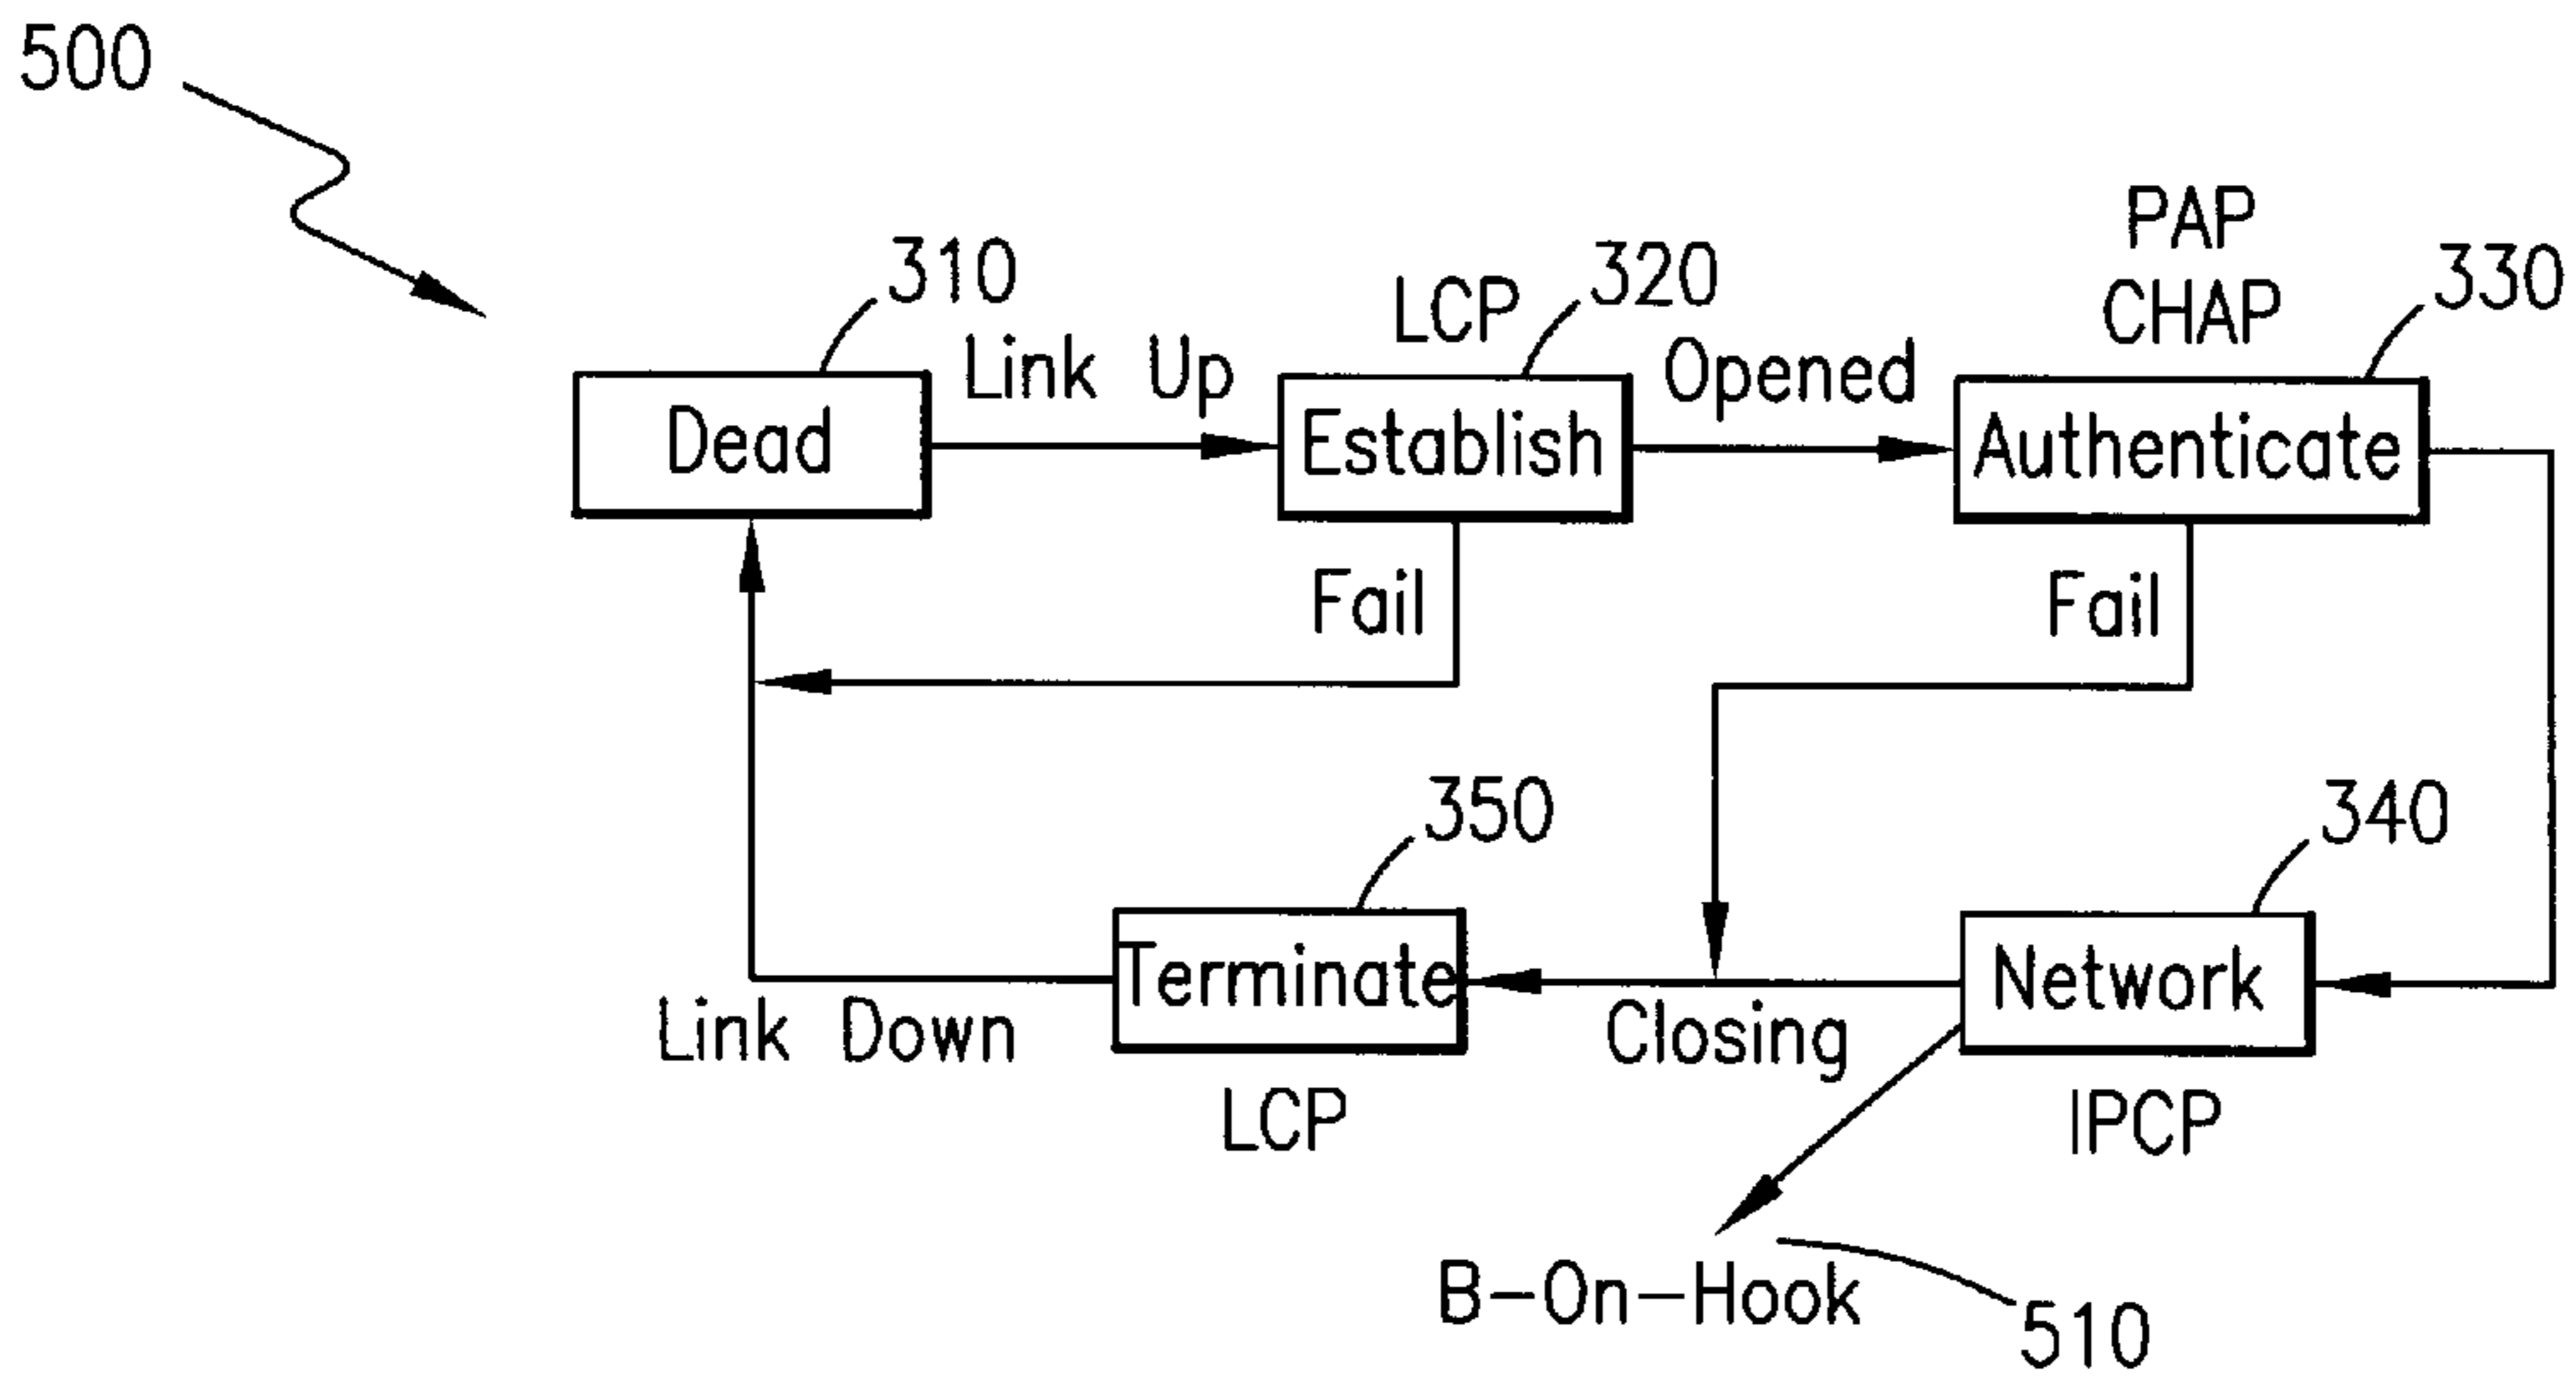 500
310
LCP
320
PAP
CHAP
330
Link Up
Opened
Dead
Establish
Authenticate
Fail
Fail
350
340
Terminate
Network
Link Down
Closing
LCP
IPCP
B-On-Hook
510